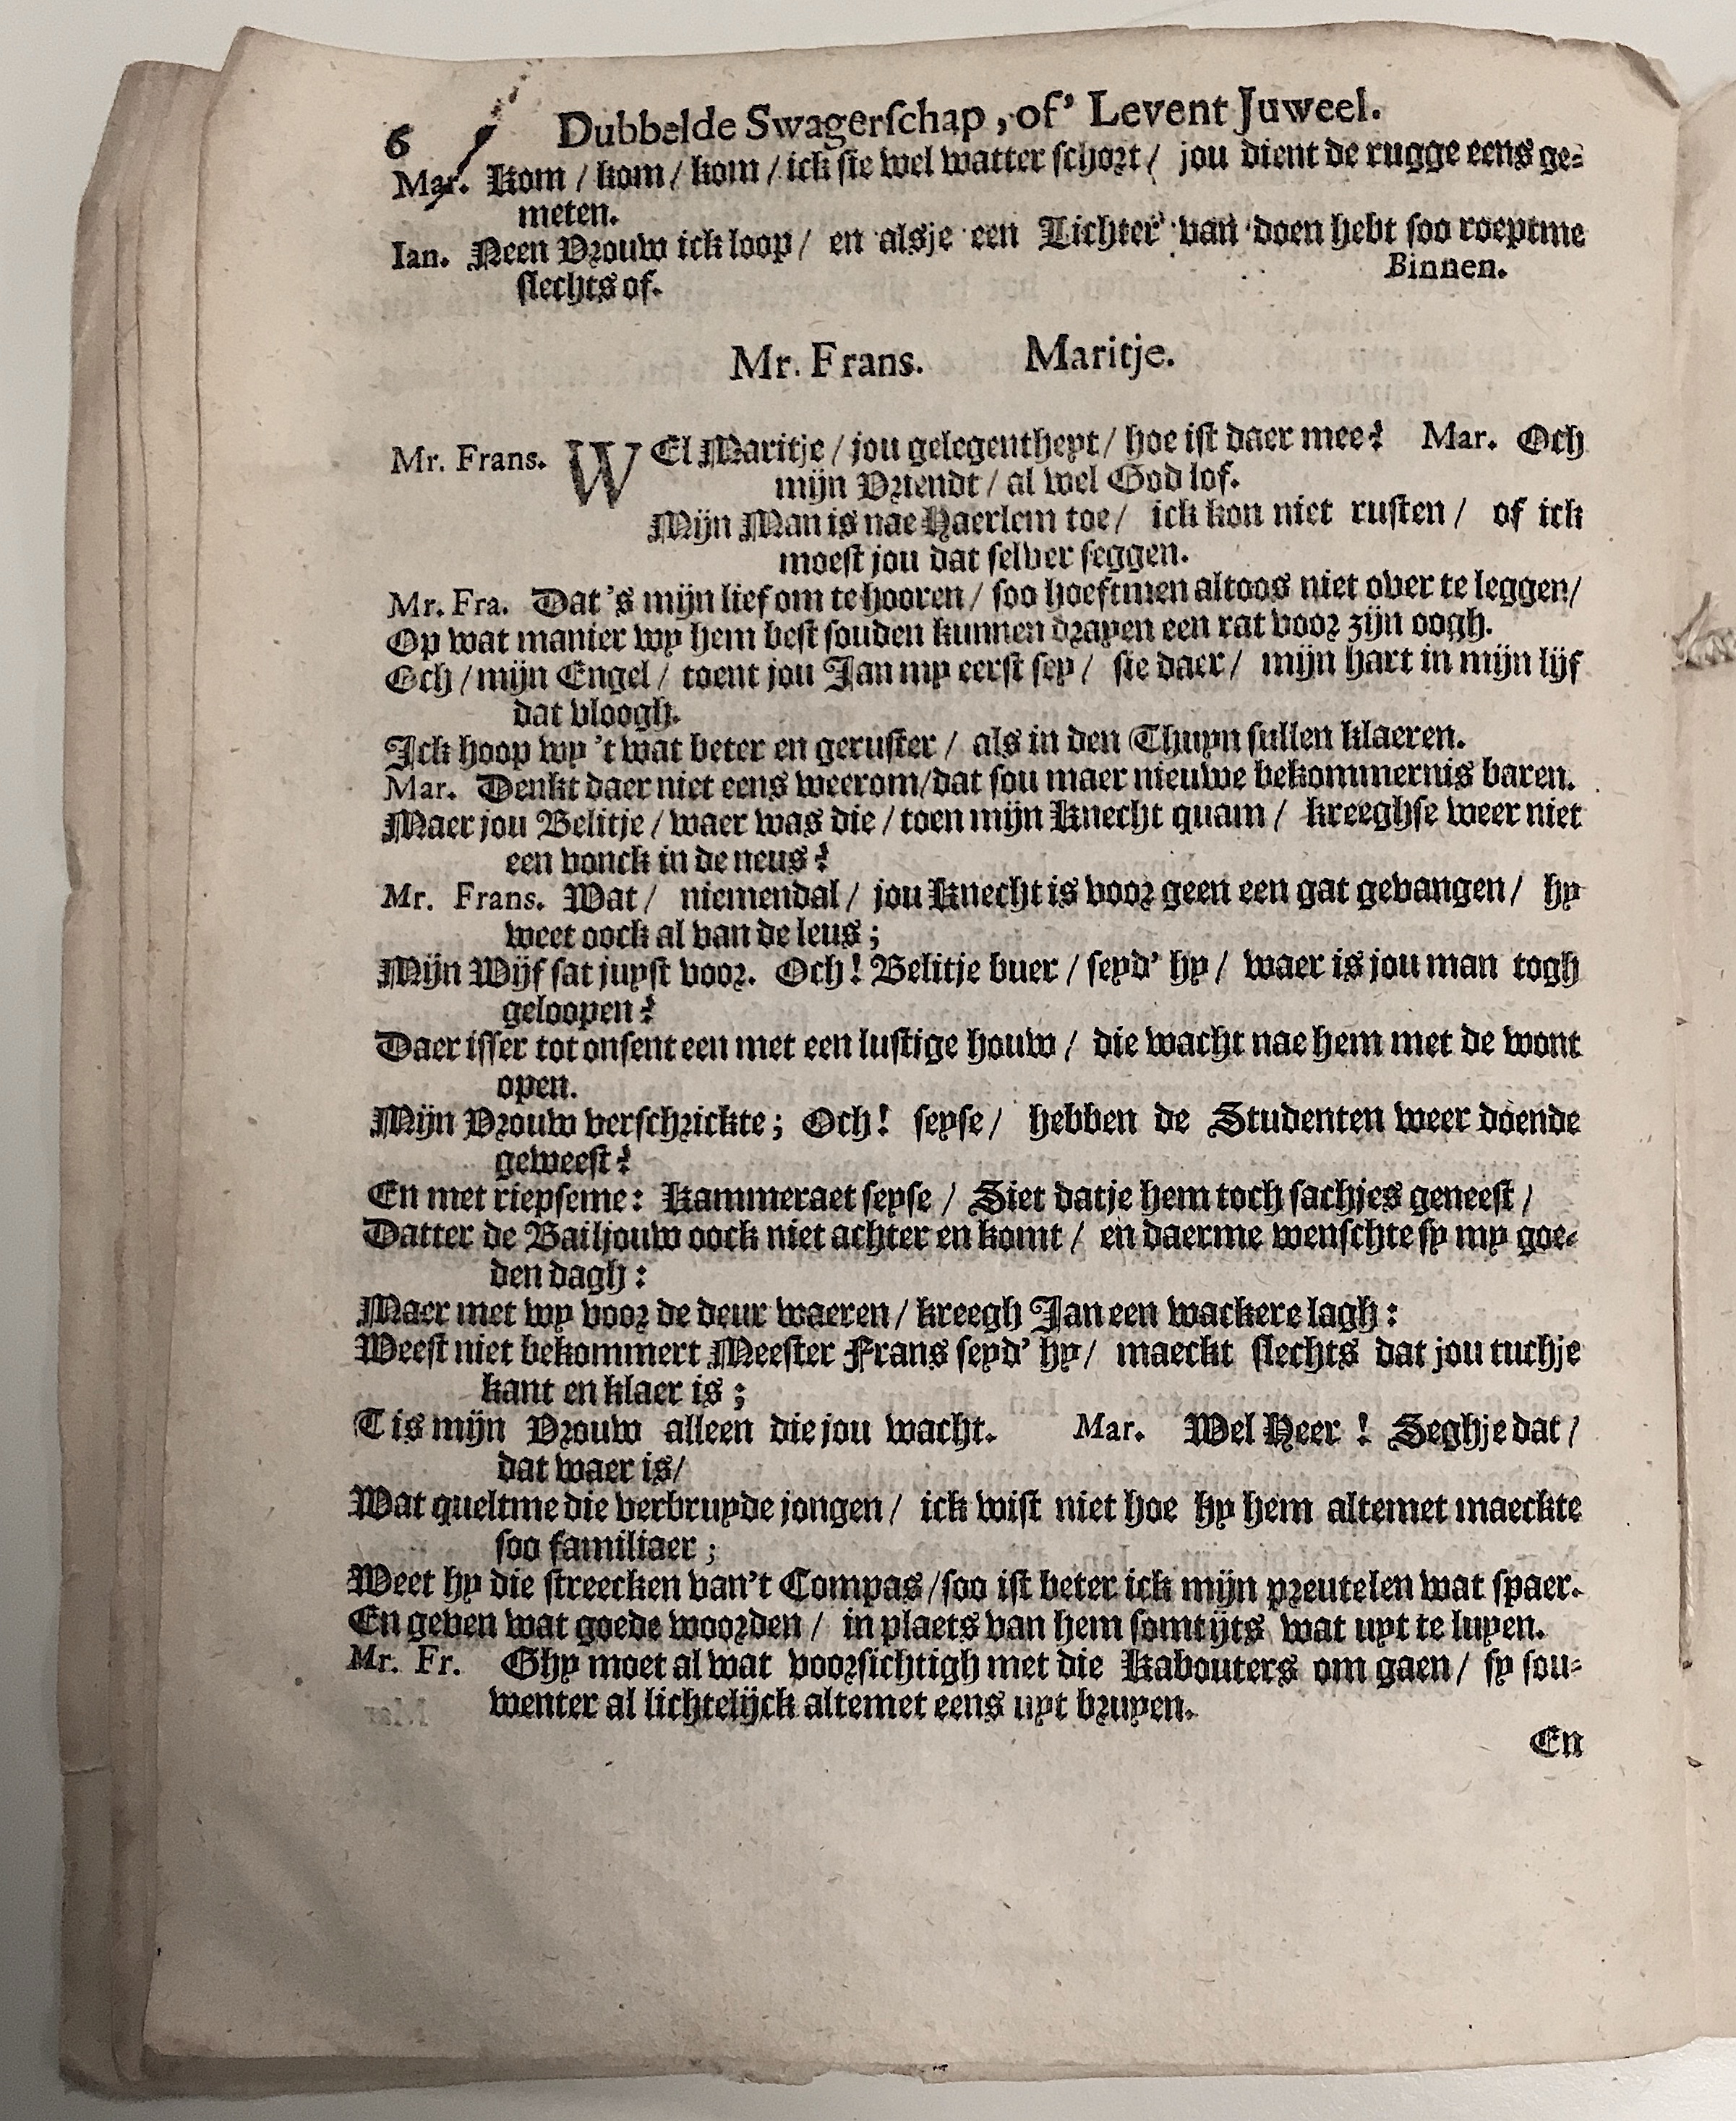 6 Dubbelde Swagerſchap, of' Levent Juweel.
Mar. Kom / kom / kom / ick ſie wel watter ſchort / jou dient de rugge eens ge-
meten.
Ian. Neen Vrouw ick loop / en alsje een Lichter van doen hebt ſoo roeptme
ſlechts of. Binnen.
Mr. Frans. Maritje.
Mr. Frans. WEl Maritje / jou gelegentheyt / hoe iſt daer mee? Mar. Och
mijn Vriendt / al wel God lof.
Mijn Man is nae Haerlem toe / ick kon niet ruſten / of ick
moeſt jou dat ſelver ſeggen.
Mr. Fra. Dat 's mijn lief om te hooren / ſoo hoeftmen altoos niet over te leggen /
Op wat manier wy hem beſt ſouden kunnen drayen een rat voor zijn oogh.
Och / mijn Engel / toent jou Jan my eerſt ſey / ſie daer / mijn hart in mijn lijf
dat vloogh.
Ick hoop wy 't wat beter en geruſter / als in den Thuyn ſullen klaeren.
Mar. Denkt daer niet eens weerom / dat ſou maer nieuwe bekommernis baren.
Maer jou Belitje / waer was die / toen mijn Knecht quam / kreeghſe weer niet
een vonck in de neus?
Mr. Frans. Wat / niemendal / jou Knecht is voor geen een gat gevangen / hy
weet oock al van de leus;
Mijn Wijf ſat juyſt voor. Och! Belitje buer / ſeyd' hy / waer is jou man togh
geloopen?
Daer iſſer tot onſent een met een luſtige houw / die wacht nae hem met de wont
open.
Mijn Vrouw verſchrickte; Och! ſeyſe / hebben de Studenten weer doende
geweeſt?
En met riepſeme: Kammeraet ſeyſe / Siet datje hem toch ſachjes geneeſt /
Datter de Bailjouw oock niet achter en komt / en daerme wenſchte ſy my goe-
den dagh:
Maer met wy voor de deur waeren / kreegh Jan een wackere lagh:
Weeſt niet bekommert Meeſter Frans ſeyd' hy / maeckt ſlechts dat jou tuchje
kant en klaer is;
T is mijn Vrouw alleen die jou wacht. Mar. Wel Heer! Seghje dat /
dat waer is /
Wat queltme die verbruyde jongen / ick wiſt niet hoe hy hem altemet maeckte
ſoo familiaer;
Weet hy die ſtreecken van't Compas / ſoo iſt beter ick mijn preutelen wat ſpaer.
En geven wat goede woorden / in plaets van hem ſomtijts wat uyt te luyen.
Mr. Fr. Ghy moet al wat voorſichtigh met die Kabouters om gaen / ſy ſou-
wenter al lichtelijck altemet eens uyt bruyen.
En